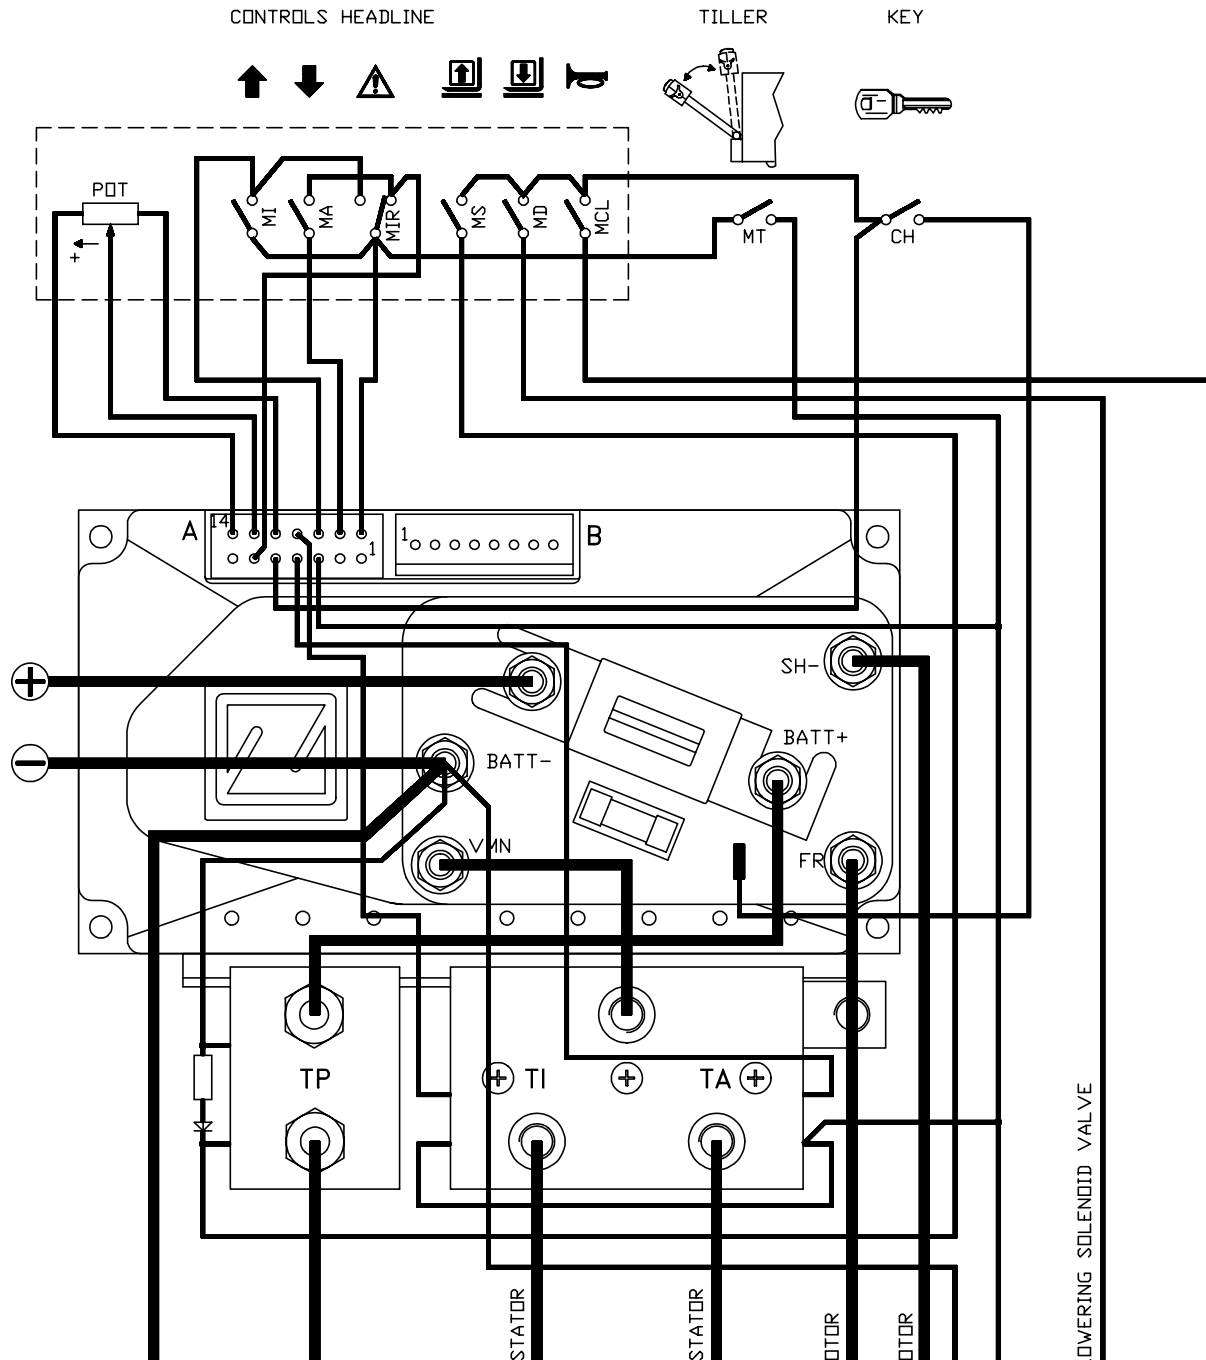 CONTROLS HEADLINE
TILLER
KEY
POT
+
MI
MA
MIR
MS
MD
MCL
MT
CH
A
14
1
1
B
+
-
SH-
BATT+
BATT-
VMN
FR
TP
TI
TA
STATOR
STATOR
OTOR
OTOR
OWERING SOLENOID VALVE